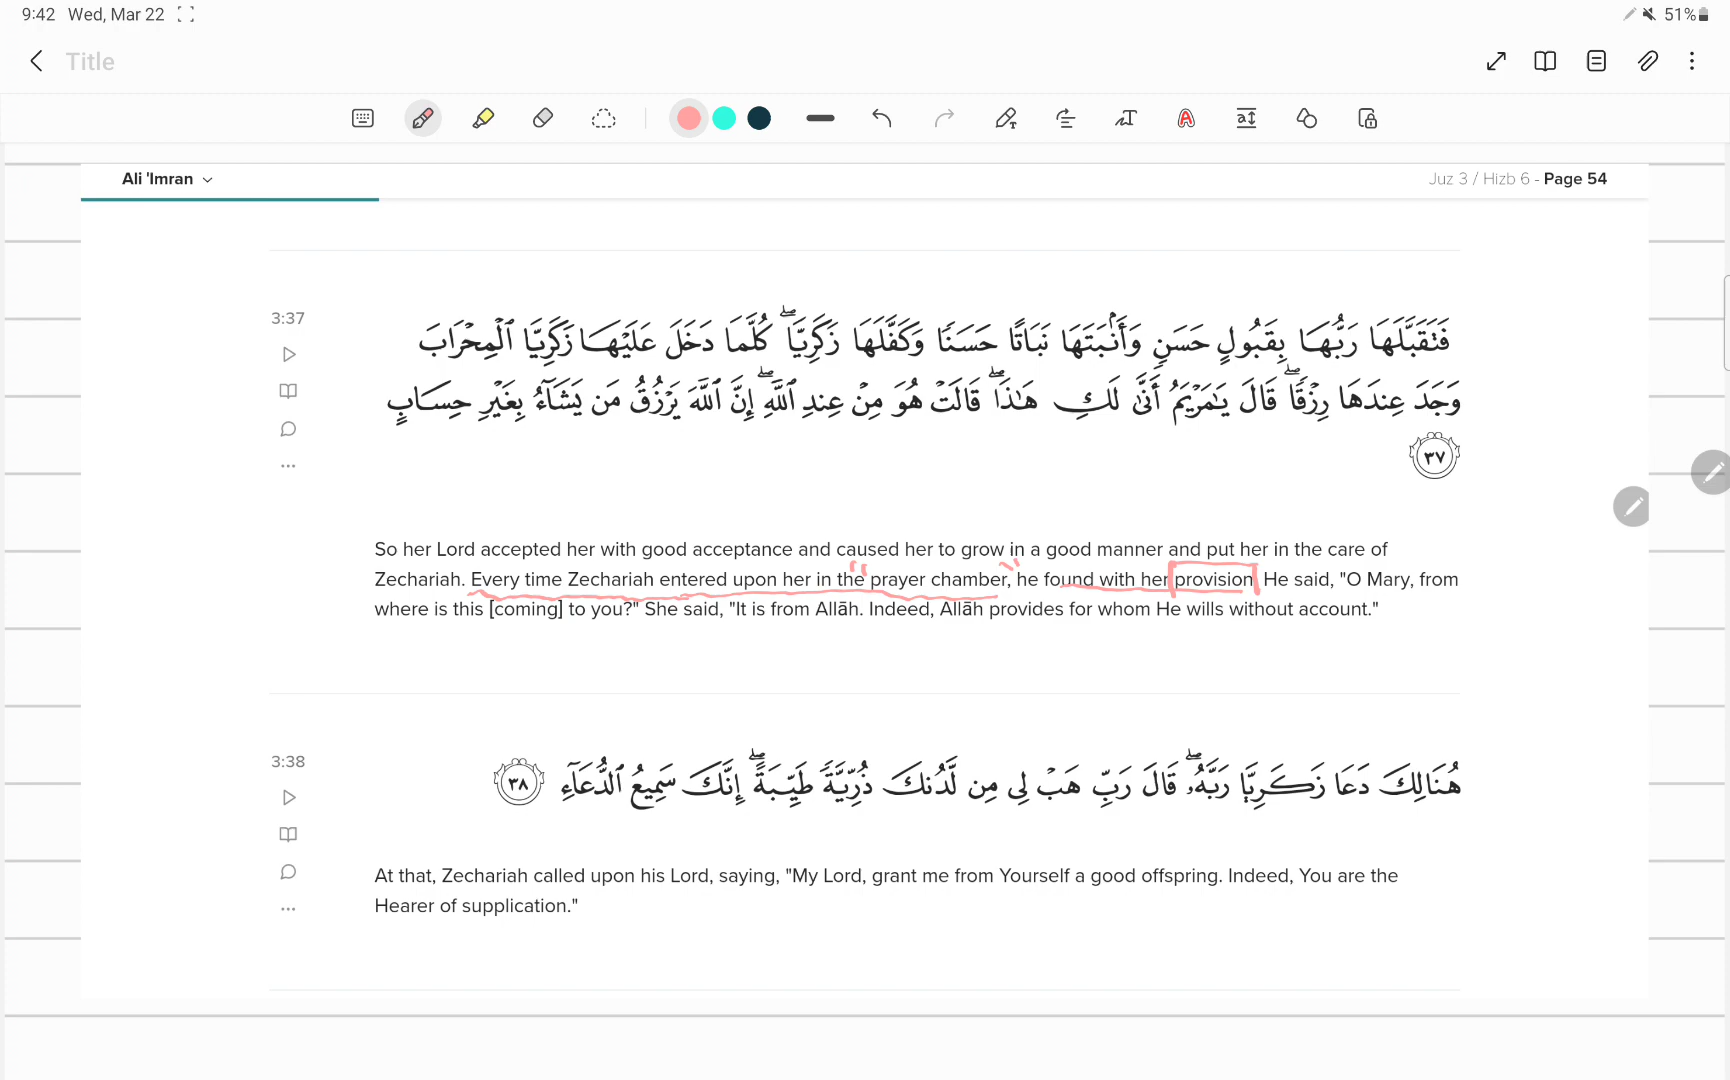 9:42 Wed, Mar 22 51%
Title
Ali 'Imran Juz 3 / Hizb 6 - Page 54
3:37
فَتَقَبَّلَهَا رَبُّهَا بِقَبُولٍ حَسَنٍ وَأَنۢبَتَهَا نَبَاتًا حَسَنًا وَكَفَّلَهَا زَكَرِيَّا ۖ كُلَّمَا دَخَلَ عَلَيْهَا زَكَرِيَّا ٱلْمِحْرَابَ
وَجَدَ عِندَهَا رِزْقًا ۖ قَالَ يَـٰمَرْيَمُ أَنَّىٰ لَكِ هَـٰذَا ۖ قَالَتْ هُوَ مِنْ عِندِ ٱللَّهِ ۖ إِنَّ ٱللَّهَ يَرْزُقُ مَن يَشَآءُ بِغَيْرِ حِسَابٍ
٣٧
So her Lord accepted her with good acceptance and caused her to grow in a good manner and put her in the care of
Zechariah. Every time Zechariah entered upon her in the prayer chamber, he found with her provision. He said, "O Mary, from
where is this [coming] to you?" She said, "It is from Allāh. Indeed, Allāh provides for whom He wills without account."
3:38
هُنَالِكَ دَعَا زَكَرِيَّا رَبَّهُۥ ۖ قَالَ رَبِّ هَبْ لِى مِن لَّدُنكَ ذُرِّيَّةً طَيِّبَةً ۖ إِنَّكَ سَمِيعُ ٱلدُّعَآءِ ٣٨
At that, Zechariah called upon his Lord, saying, "My Lord, grant me from Yourself a good offspring. Indeed, You are the
Hearer of supplication."